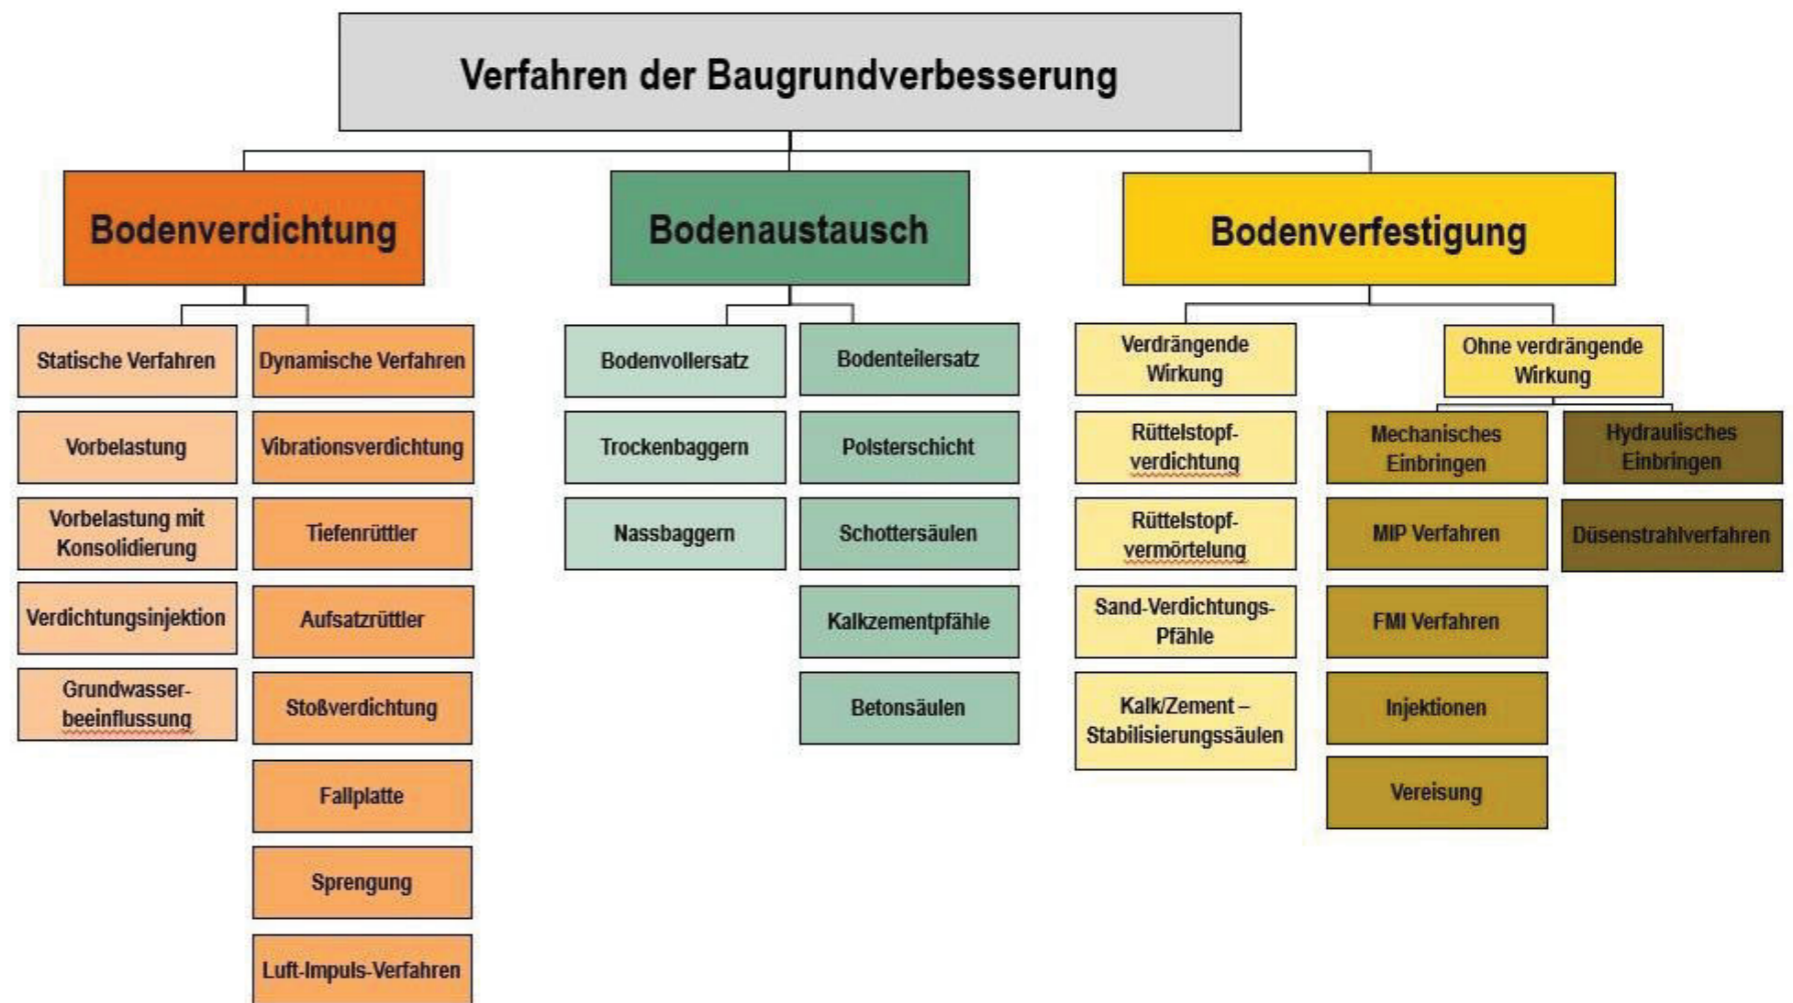 Verfahren der Baugrundverbesserung
Bodenverdichtung
Statische Verfahren
Vorbelastung
Vorbelastung mit
Konsolidierung
Verdichtungsinjektion
Grundwasser-
beeinflussung
Dynamische Verfahren
Vibrationsverdichtung
Tiefenrüttler
Aufsatzrüttler
Stoßverdichtung
Fallplatte
Sprengung
Luft-Impuls-Verfahren
Bodenaustausch
Bodenvollersatz
Trockenbaggern
Nassbaggern
Bodenteilersatz
Polsterschicht
Schottersäulen
Kalkzementpfähle
Betonsäulen
Bodenverfestigung
Verdrängende
Wirkung
Rüttelstopf-
verdichtung
Rüttelstopf-
vermörtelung
Sand-Verdichtungs-
Pfähle
Kalk/Zement –
Stabilisierungssäulen
Ohne verdrängende
Wirkung
Mechanisches
Einbringen
MIP Verfahren
FMI Verfahren
Injektionen
Vereisung
Hydraulisches
Einbringen
Düsenstrahlverfahren